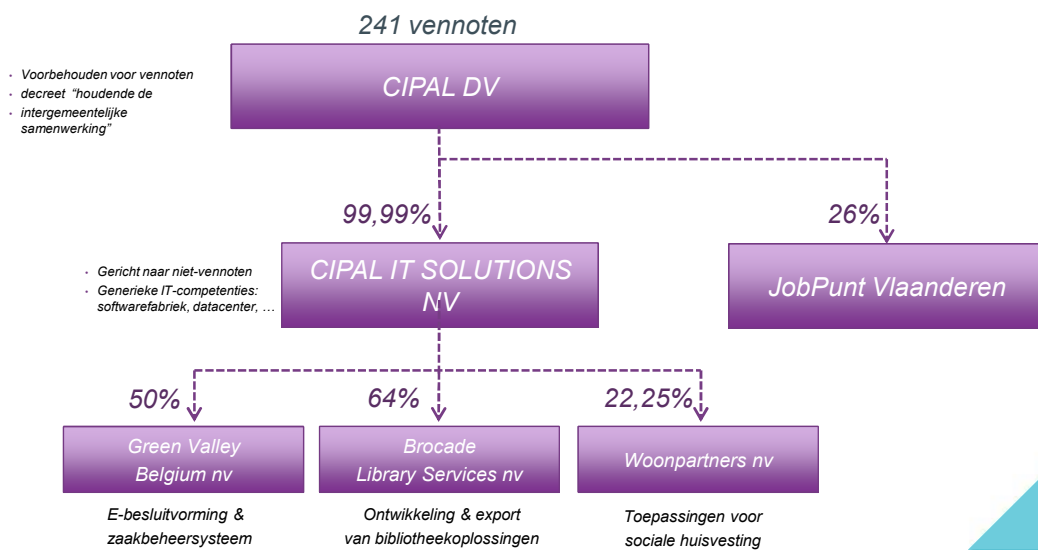 241 vennoten
CIPAL DV
• Voorbehouden voor vennoten
• decreet “houdende de
• intergemeentelijke
samenwerking”
99,99%
26%
CIPAL IT SOLUTIONS
NV
• Gericht naar niet-vennoten
• Generieke IT-competenties:
softwarefabriek, datacenter, …
JobPunt Vlaanderen
50%
64%
22,25%
Green Valley
Belgium nv
Brocade
Library Services nv
Woonpartners nv
E-besluitvorming &
zaakbeheersysteem
Ontwikkeling & export
van bibliotheekoplossingen
Toepassingen voor
sociale huisvesting